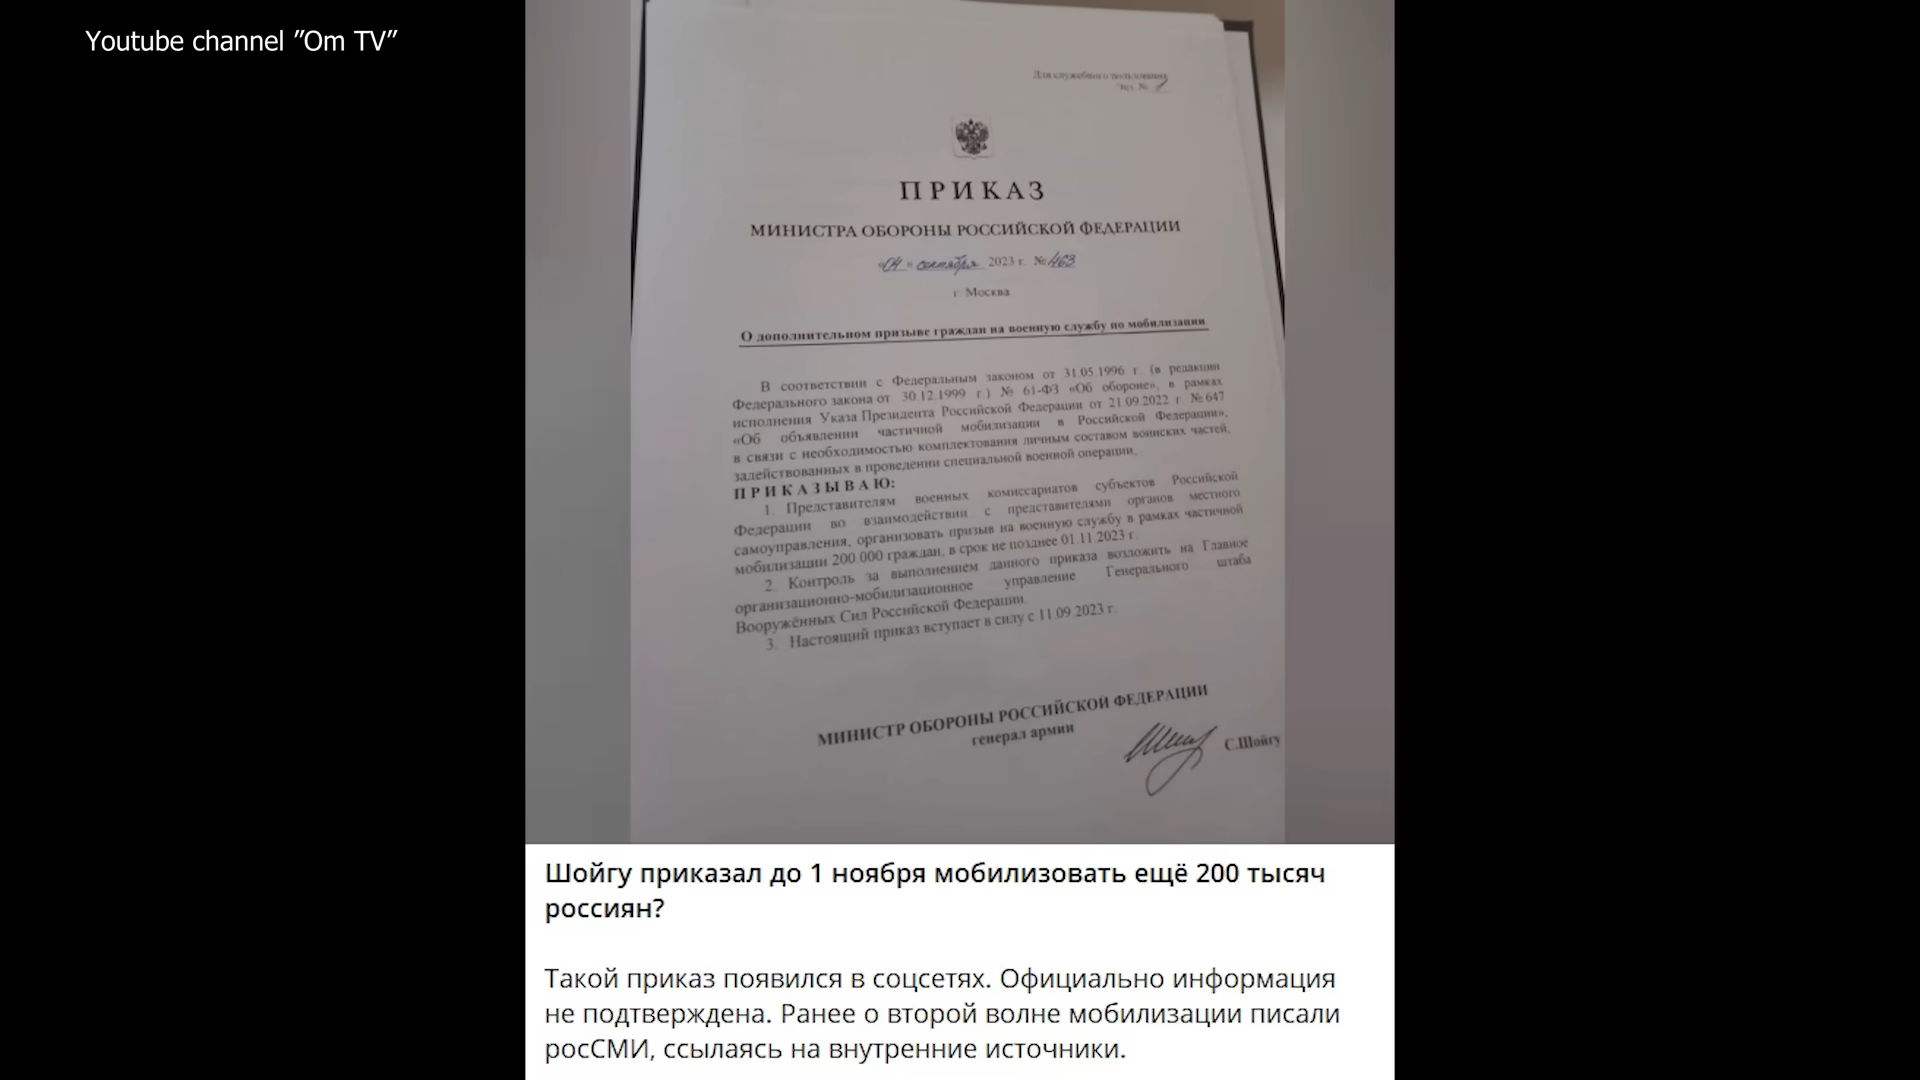 Youtube channel ”Om TV”
Для служебного пользования
Экз. №
ПРИКАЗ
МИНИСТРА ОБОРОНЫ РОССИЙСКОЙ ФЕДЕРАЦИИ
«04» сентября 2023 г. № 463
г. Москва
О дополнительном призыве граждан на военную службу по мобилизации
В соответствии с Федеральным законом от 31.05.1996 г. (в редакции
Федерального закона от 30.12.1999 г.) № 61-ФЗ «Об обороне», в рамках
исполнения Указа Президента Российской Федерации от 21.09.2022 г. №647
«Об объявлении частичной мобилизации в Российской Федерации»,
в связи с необходимостью комплектования личным составом воинских частей,
задействованных в проведении специальной военной операции,
ПРИКАЗЫВАЮ:
1. Представителям военных комиссариатов субъектов Российской
Федерации во взаимодействии с представителями органов местного
самоуправления, организовать призыв на военную службу в рамках частичной
мобилизации 200 000 граждан, в срок не позднее 01.11.2023 г.
2. Контроль за выполнением данного приказа возложить на Главное
организационно-мобилизационное управление Генерального штаба
Вооружённых Сил Российской Федерации.
3. Настоящий приказ вступает в силу с 11.09.2023 г.
МИНИСТР ОБОРОНЫ РОССИЙСКОЙ ФЕДЕРАЦИИ
генерал армии
С.Шойгу
Шойгу приказал до 1 ноября мобилизовать ещё 200 тысяч
россиян?
Такой приказ появился в соцсетях. Официально информация
не подтверждена. Ранее о второй волне мобилизации писали
росСМИ, ссылаясь на внутренние источники.